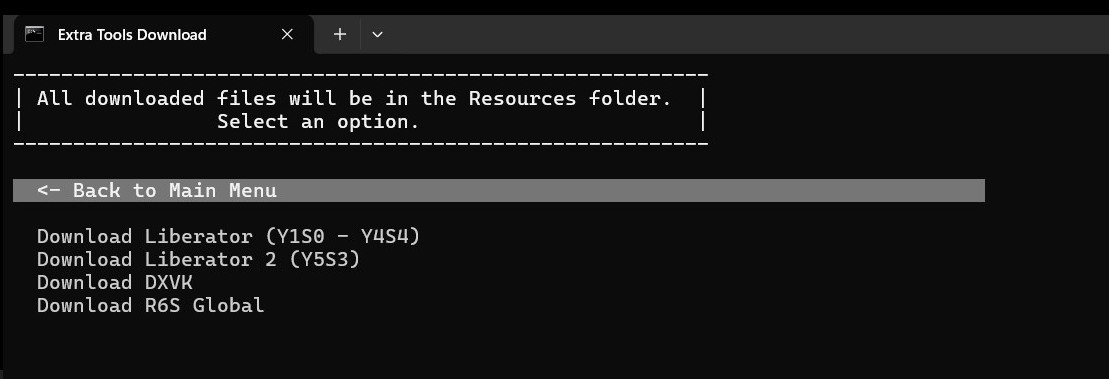 Extra Tools Download
------------------------------------------------------------
| All downloaded files will be in the Resources folder. |
| Select an option. |
------------------------------------------------------------
<- Back to Main Menu
Download Liberator (Y1S0 - Y4S4)
Download Liberator 2 (Y5S3)
Download DXVK
Download R6S Global